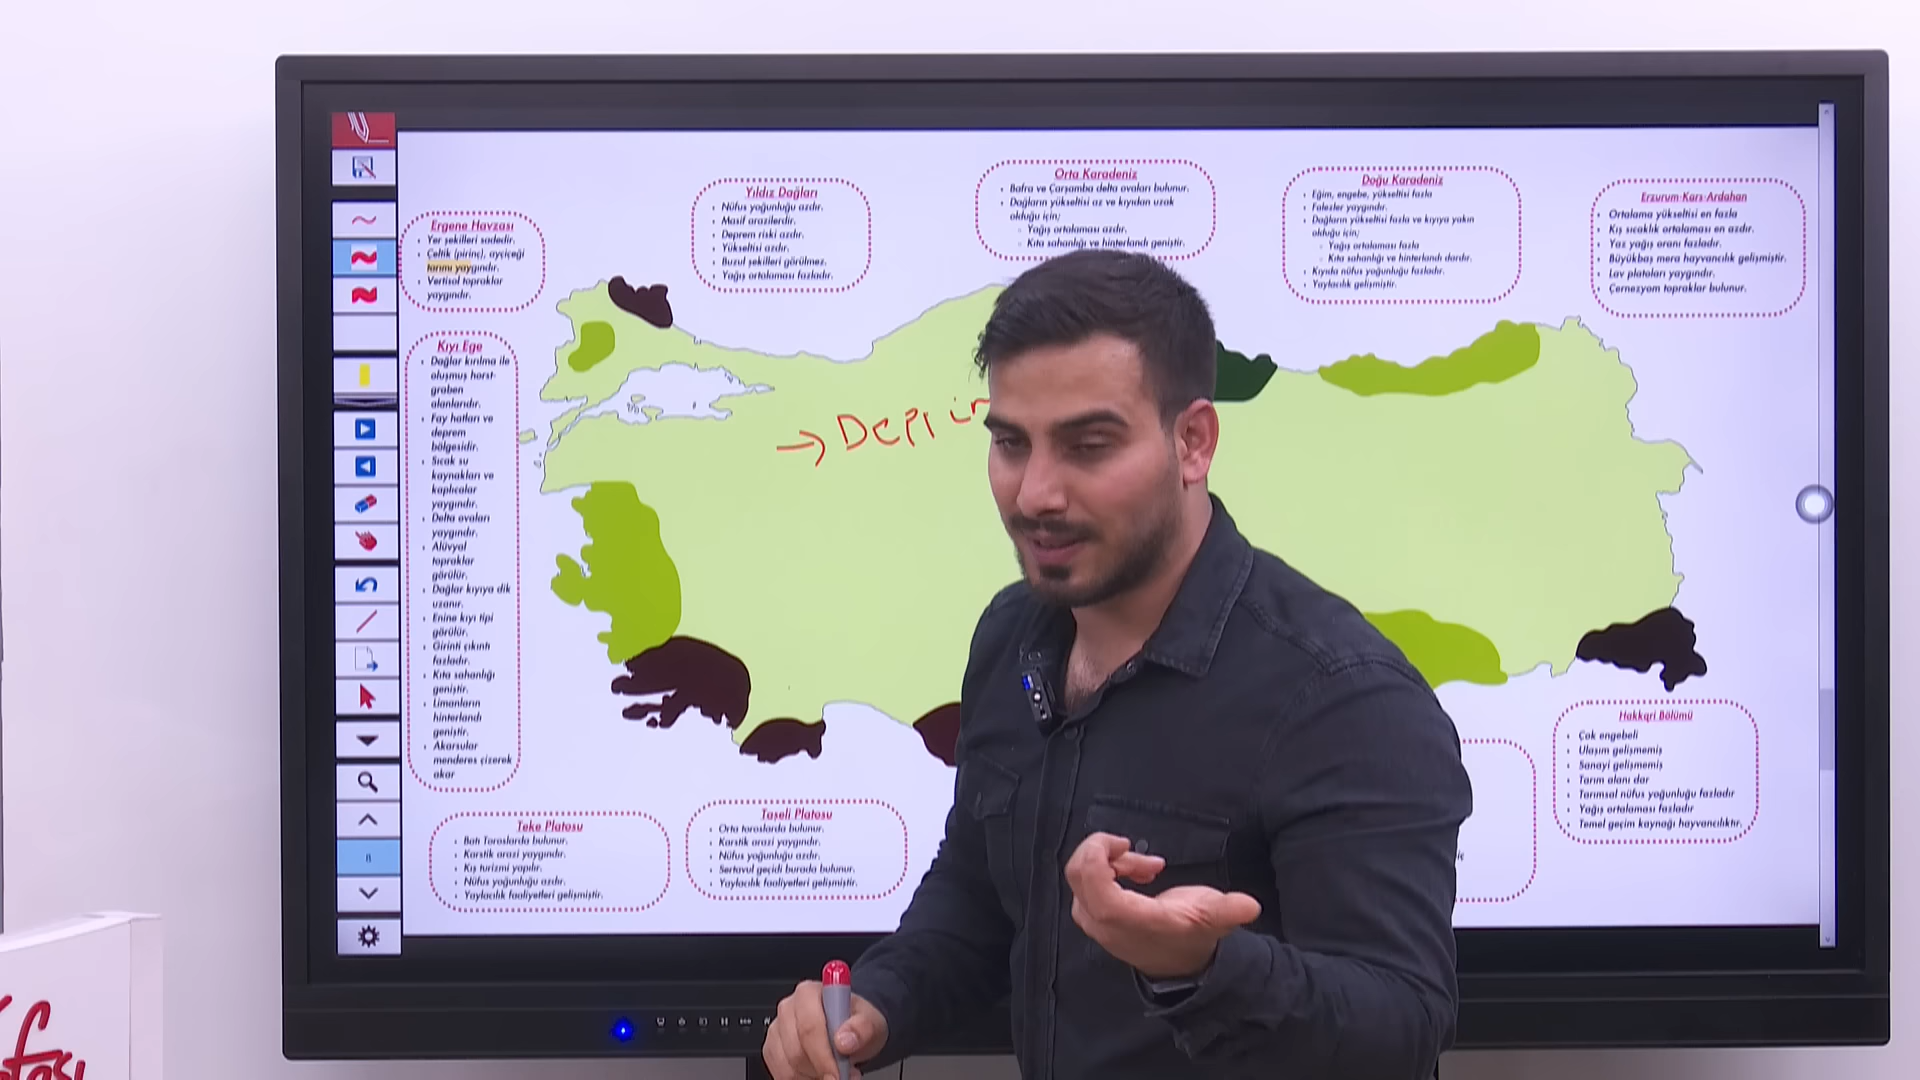 Ergene Havzası
Yer şekilleri sadedir.
Çeltik (pirinç), ayçiçeği
tarımı yaygındır.
Vertisol topraklar
yaygındır.
Yıldız Dağları
Nüfus yoğunluğu azdır.
Masif arazilerdir.
Deprem riski azdır.
Yükseltisi azdır.
Buzul şekilleri görülmez.
Yağış ortalaması fazladır.
Orta Karadeniz
Bafra ve Çarşamba delta ovaları bulunur.
Dağların yükseltisi az ve kıyıdan uzak
olduğu için;
Yağış ortalaması azdır.
Kıta sahanlığı ve hinterlandı geniştir.
Doğu Karadeniz
Eğim, engebe, yükseltisi fazla
Falezler yaygındır.
Dağların yükseltisi fazla ve kıyıya yakın
olduğu için;
Yağış ortalaması fazla
Kıta sahanlığı ve hinterlandı dardır.
Kıyıda nüfus yoğunluğu fazladır.
Yaylacılık gelişmiştir.
Erzurum-Kars-Ardahan
Ortalama yükseltisi en fazla
Kış sıcaklık ortalaması en azdır.
Yaz yağış oranı fazladır.
Büyükbaş mera hayvancılık gelişmiştir.
Lav platoları yaygındır.
Çernezyom topraklar bulunur.
Kıyı Ege
Dağlar kırılma ile
oluşmuş horst-
graben
alanlarıdır.
Fay hatları ve
deprem
bölgesidir.
Sıcak su
kaynakları ve
kaplıcalar
yaygındır.
Delta ovaları
yaygındır.
Alüvyal
topraklar
görülür.
Dağlar kıyıya dik
uzanır.
Enine kıyı tipi
görülür.
Girinti çıkıntı
fazladır.
Kıta sahanlığı
geniştir.
Limanların
hinterlandı
geniştir.
Akarsular
menderes çizerek
akar
Teke Platosu
Batı Toroslarda bulunur.
Karstik arazi yaygındır.
Kış turizmi yapılır.
Nüfus yoğunluğu azdır.
Yaylacılık faaliyetleri gelişmiştir.
Taşeli Platosu
Orta toroslarda bulunur.
Karstik arazi yaygındır.
Nüfus yoğunluğu azdır.
Sertavul geçidi burada bulunur.
Yaylacılık faaliyetleri gelişmiştir.
Hakkari Bölümü
Çok engebeli
Ulaşım gelişmemiş
Sanayi gelişmemiş
Tarım alanı dar
Tarımsal nüfus yoğunluğu fazladır
Yağış ortalaması fazladır
Temel geçim kaynağı hayvancılıktır.